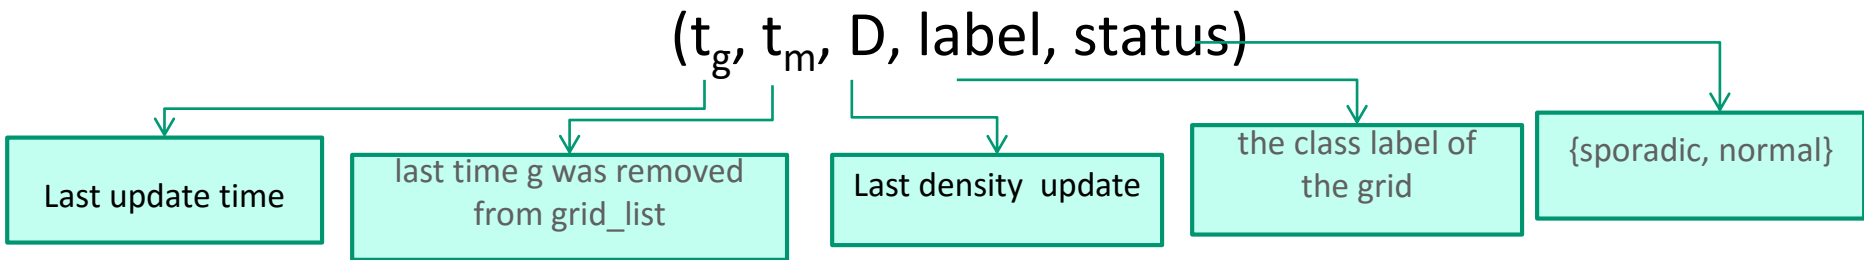 (tg, tm, D, label, status)
Last update time
last time g was removed
from grid_list
Last density  update
the class label of
the grid
{sporadic, normal}